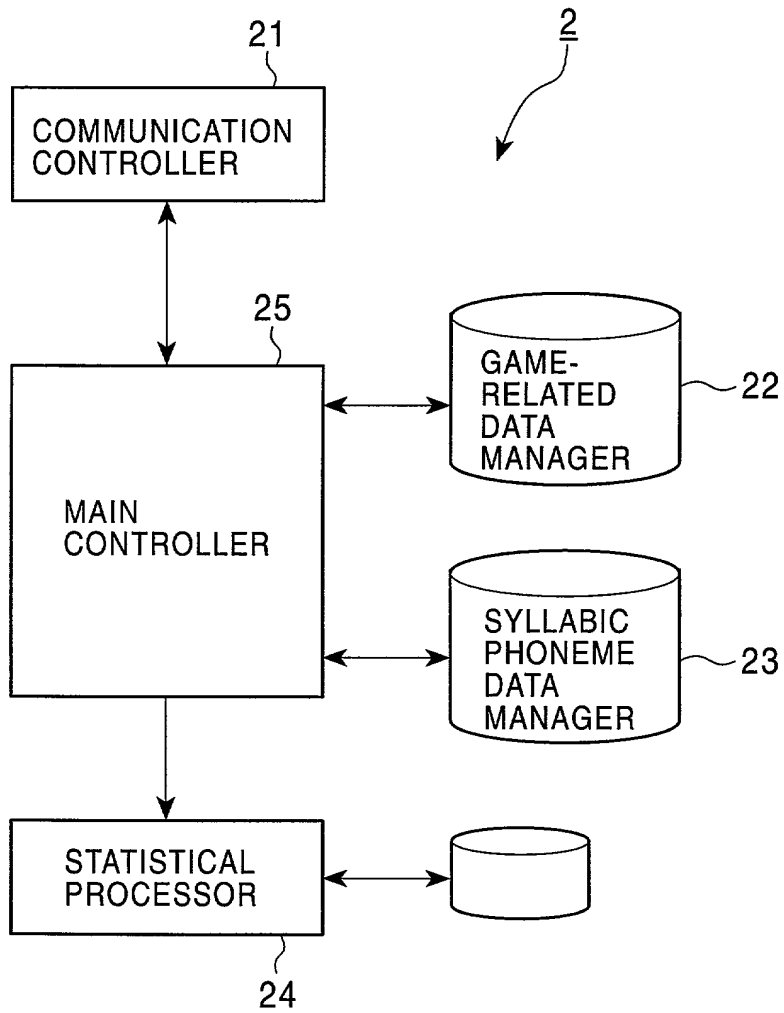 21
2
COMMUNICATION
CONTROLLER
25
GAME-
RELATED
DATA
MANAGER
22
MAIN
CONTROLLER
SYLLABIC
PHONEME
DATA
MANAGER
23
STATISTICAL
PROCESSOR
24